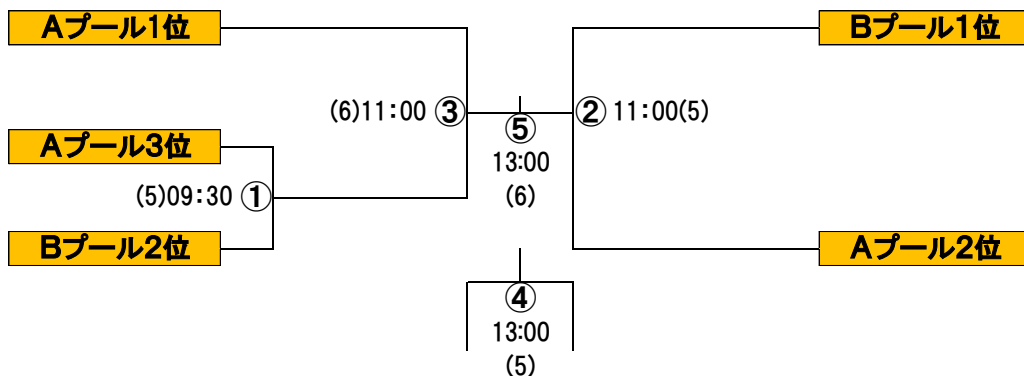 Aプール1位
Bプール1位
(6)11:00 ③
② 11:00(5)
⑤
13:00
(6)
Aプール3位
(5)09:30 ①
Bプール2位
Aプール2位
④
13:00
(5)